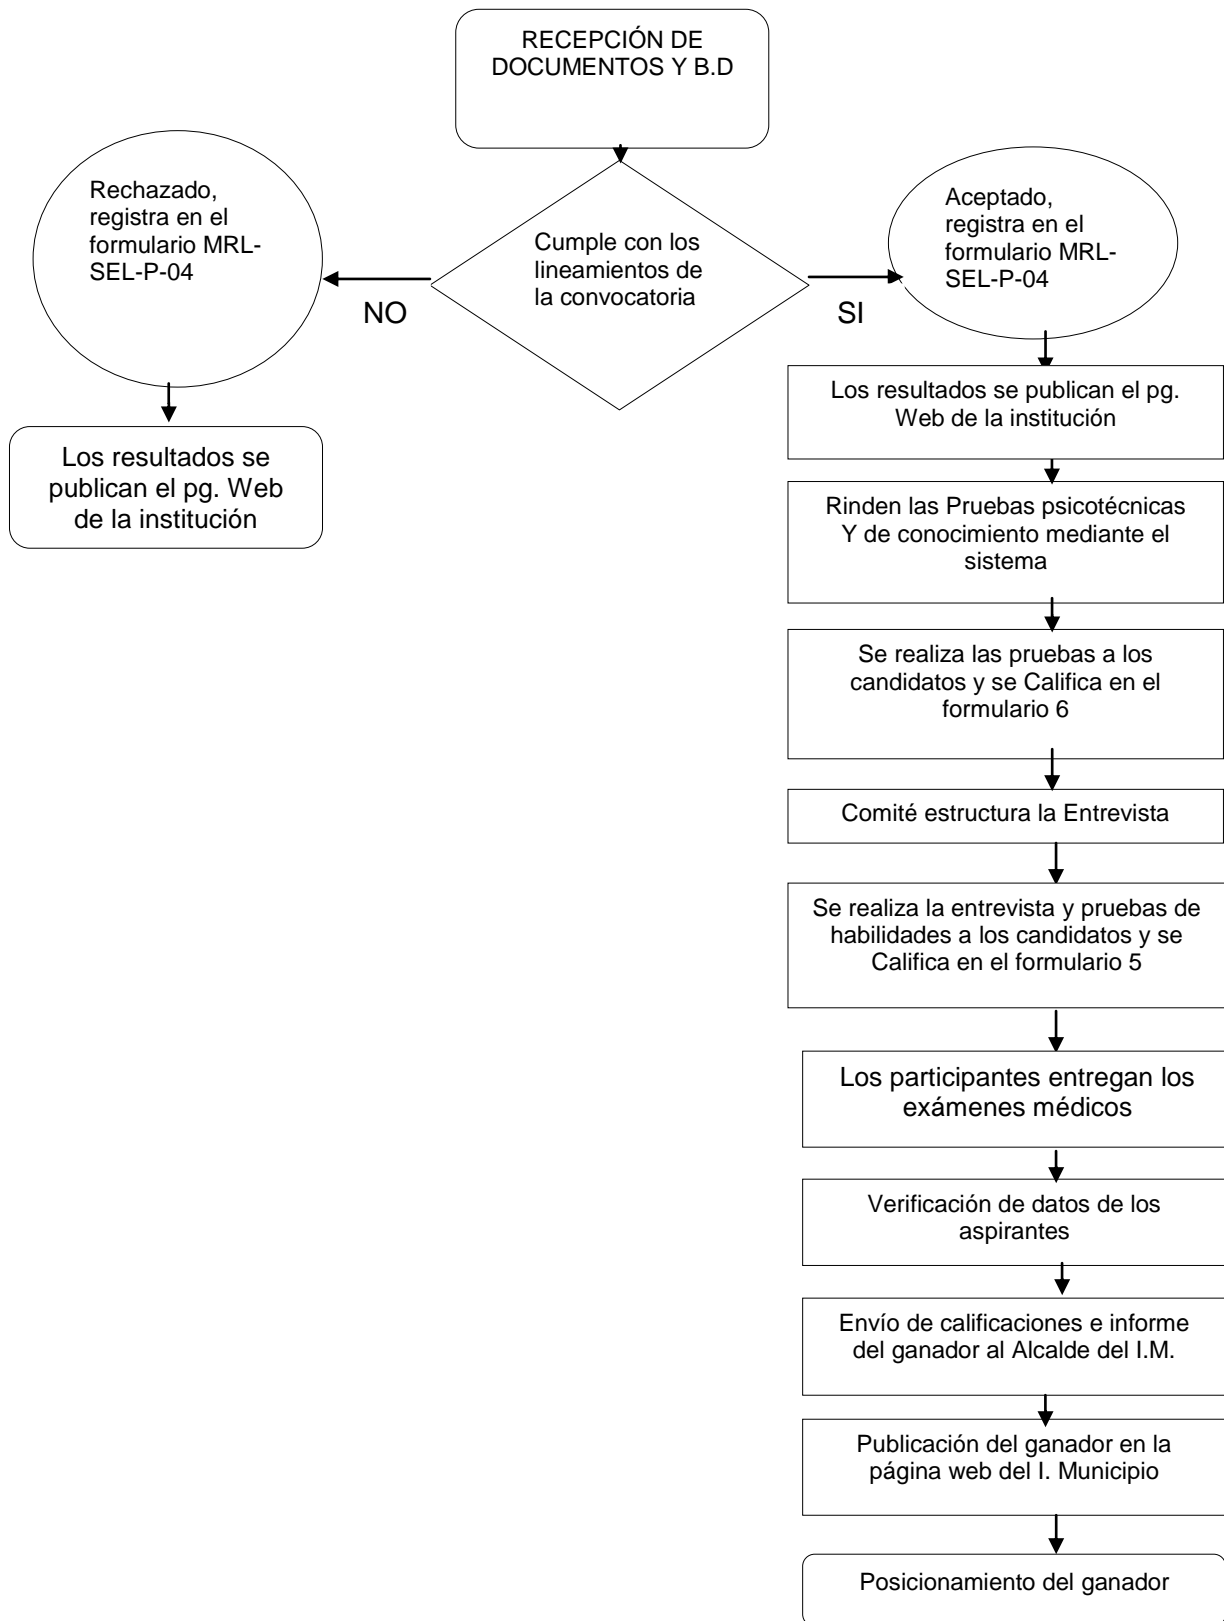 RECEPCIÓN DE
DOCUMENTOS Y B.D
Rechazado,
registra en el
formulario MRL-
SEL-P-04
Cumple con los
lineamientos de
la convocatoria
Aceptado,
registra en el
formulario MRL-
SEL-P-04
NO
SI
Los resultados se
publican el pg. Web
de la institución
Los resultados se publican el pg.
Web de la institución
Rinden las Pruebas psicotécnicas
Y de conocimiento mediante el
sistema
Se realiza las pruebas a los
candidatos y se Califica en el
formulario 6
Comité estructura la Entrevista
Se realiza la entrevista y pruebas de
habilidades a los candidatos y se
Califica en el formulario 5
Los participantes entregan los
exámenes médicos
Verificación de datos de los
aspirantes
Envío de calificaciones e informe
del ganador al Alcalde del I.M.
Publicación del ganador en la
página web del I. Municipio
Posicionamiento del ganador